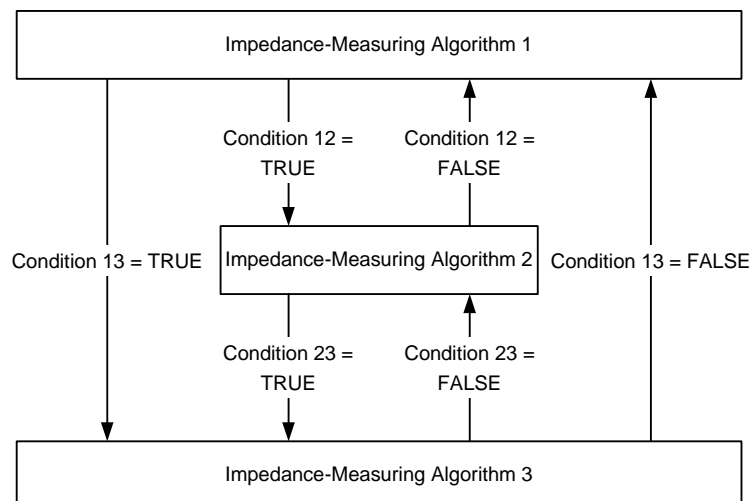 Impedance-Measuring Algorithm 1
Condition 12 =
TRUE
Condition 12 =
FALSE
Condition 13 = TRUE
Impedance-Measuring Algorithm 2
Condition 13 = FALSE
Condition 23 =
TRUE
Condition 23 =
FALSE
Impedance-Measuring Algorithm 3